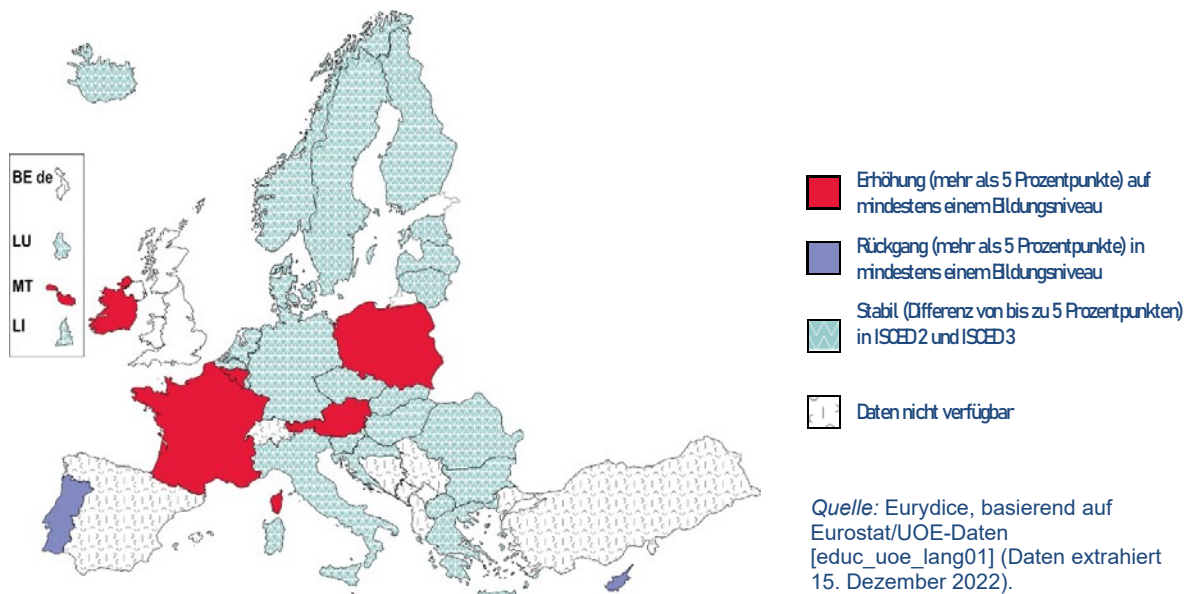 BE de
LU
MT
LI
Erhöhung (mehr als 5 Prozentpunkte) auf
mindestens einem Bildungsniveau
Rückgang (mehr als 5 Prozentpunkte) in
mindestens einem Bildungsniveau
Stabil (Differenz von bis zu 5 Prozentpunkten)
in ISCED 2 und ISCED 3
Daten nicht verfügbar
Quelle: Eurydice, basierend auf
Eurostat/UOE-Daten
[educ_uoe_lang01] (Daten extrahiert
15. Dezember 2022).